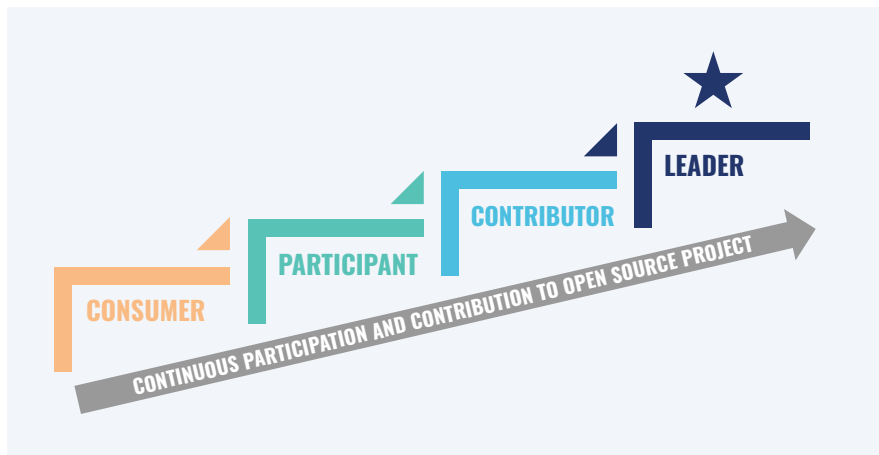 LEADER
CONTRIBUTOR
PARTICIPANT
CONSUMER
CONTINUOUS PARTICIPATION AND CONTRIBUTION TO OPEN SOURCE PROJECT